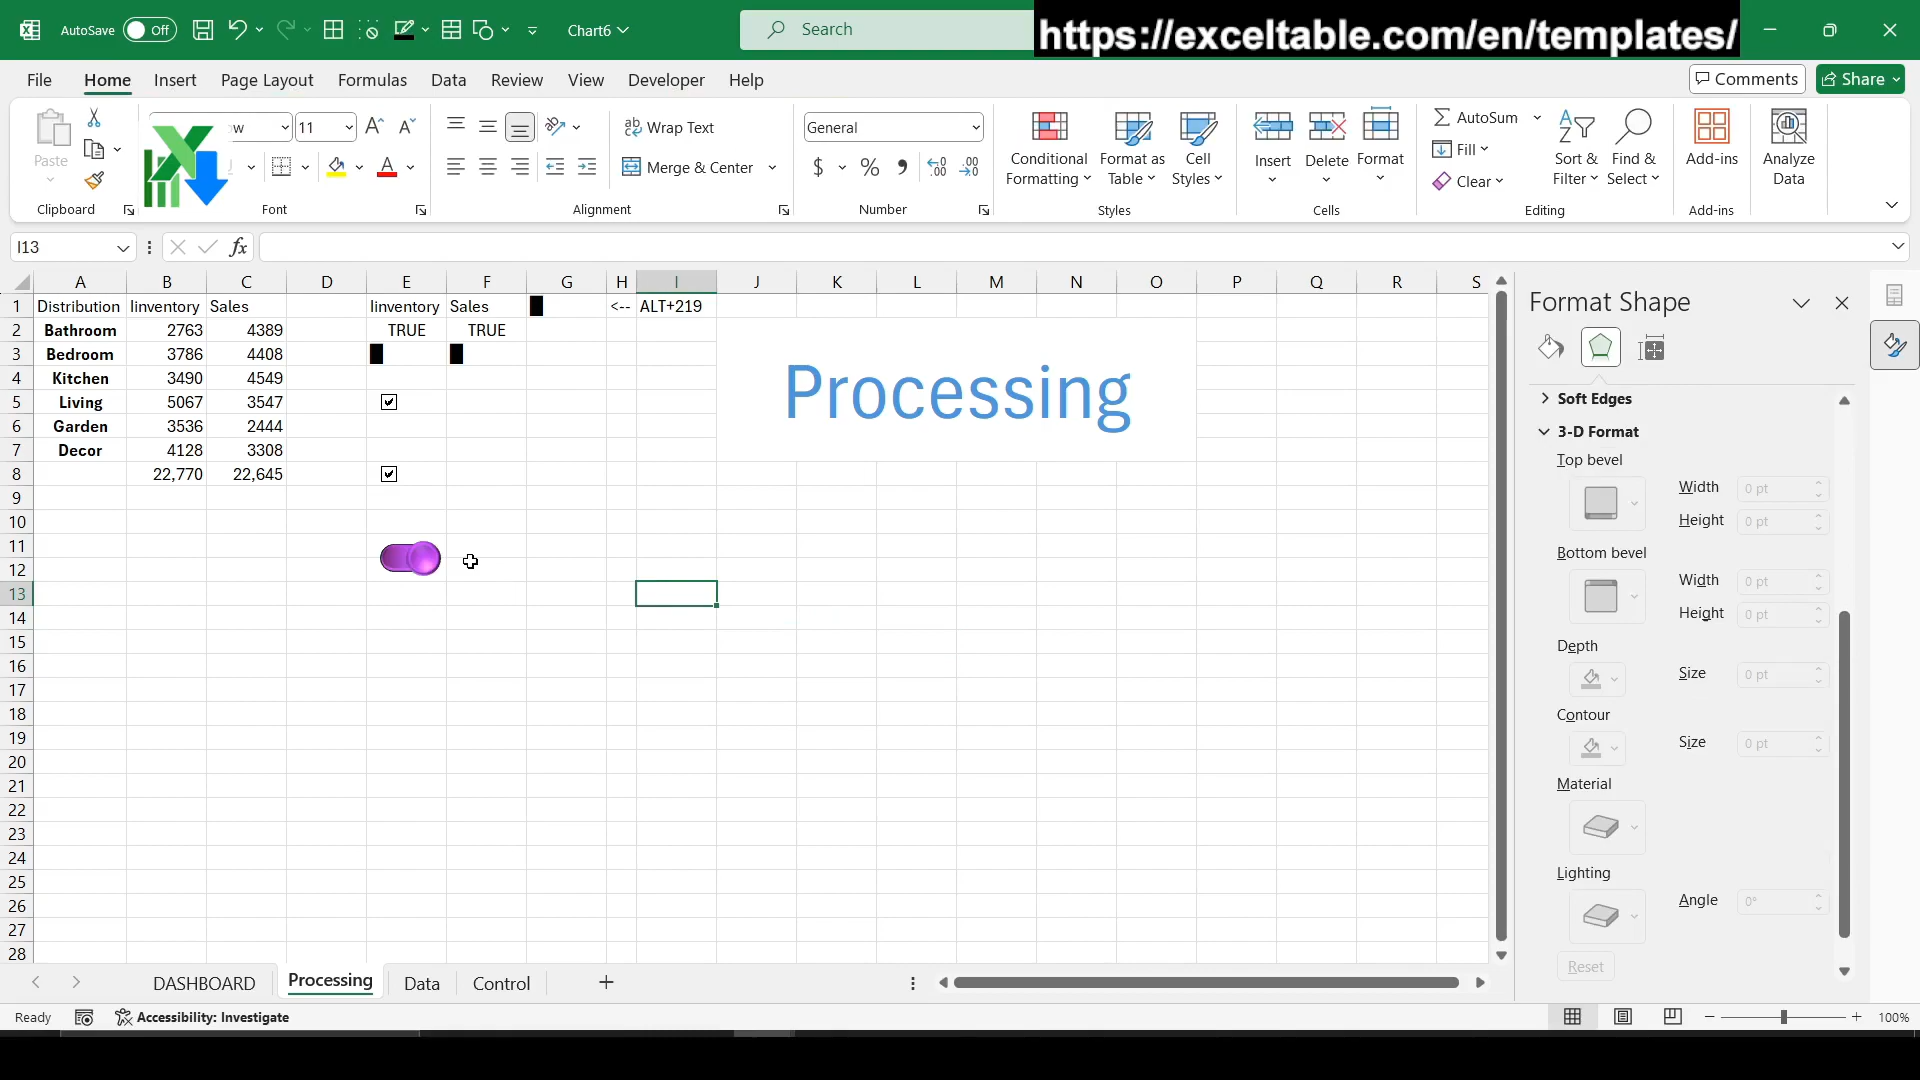 AutoSave Off Chart6 Search https://exceltable.com/en/templates/
File Home Insert Page Layout Formulas Data Review View Developer Help Comments Share
Paste
Clipboard
ow 11
Font
Wrap Text
Merge & Center
Alignment
General
$ % 9 .00
Number
Conditional Formatting
Format as Table
Cell Styles
Styles
Insert Delete Format
Cells
AutoSum
Fill
Clear
Sort & Filter
Find & Select
Editing
Add-ins
Add-ins
Analyze Data
I13 fx
A B C D E F G H I J K L M N O P Q R S
1 Distribution Iinventory Sales Iinventory Sales █ <-- ALT+219
2 Bathroom 2763 4389 TRUE TRUE
3 Bedroom 3786 4408 █ █
4 Kitchen 3490 4549
5 Living 5067 3547
6 Garden 3536 2444
7 Decor 4128 3308
8 22,770 22,645
9
10
11
12
13
14
15
16
17
18
19
20
21
22
23
24
25
26
27
28
Processing
Format Shape
Soft Edges
3-D Format
Top bevel
Width 0 pt
Height 0 pt
Bottom bevel
Width 0 pt
Height 0 pt
Depth
Size 0 pt
Contour
Size 0 pt
Material
Lighting
Angle 0°
Reset
DASHBOARD Processing Data Control +
Ready Accessibility: Investigate 100%